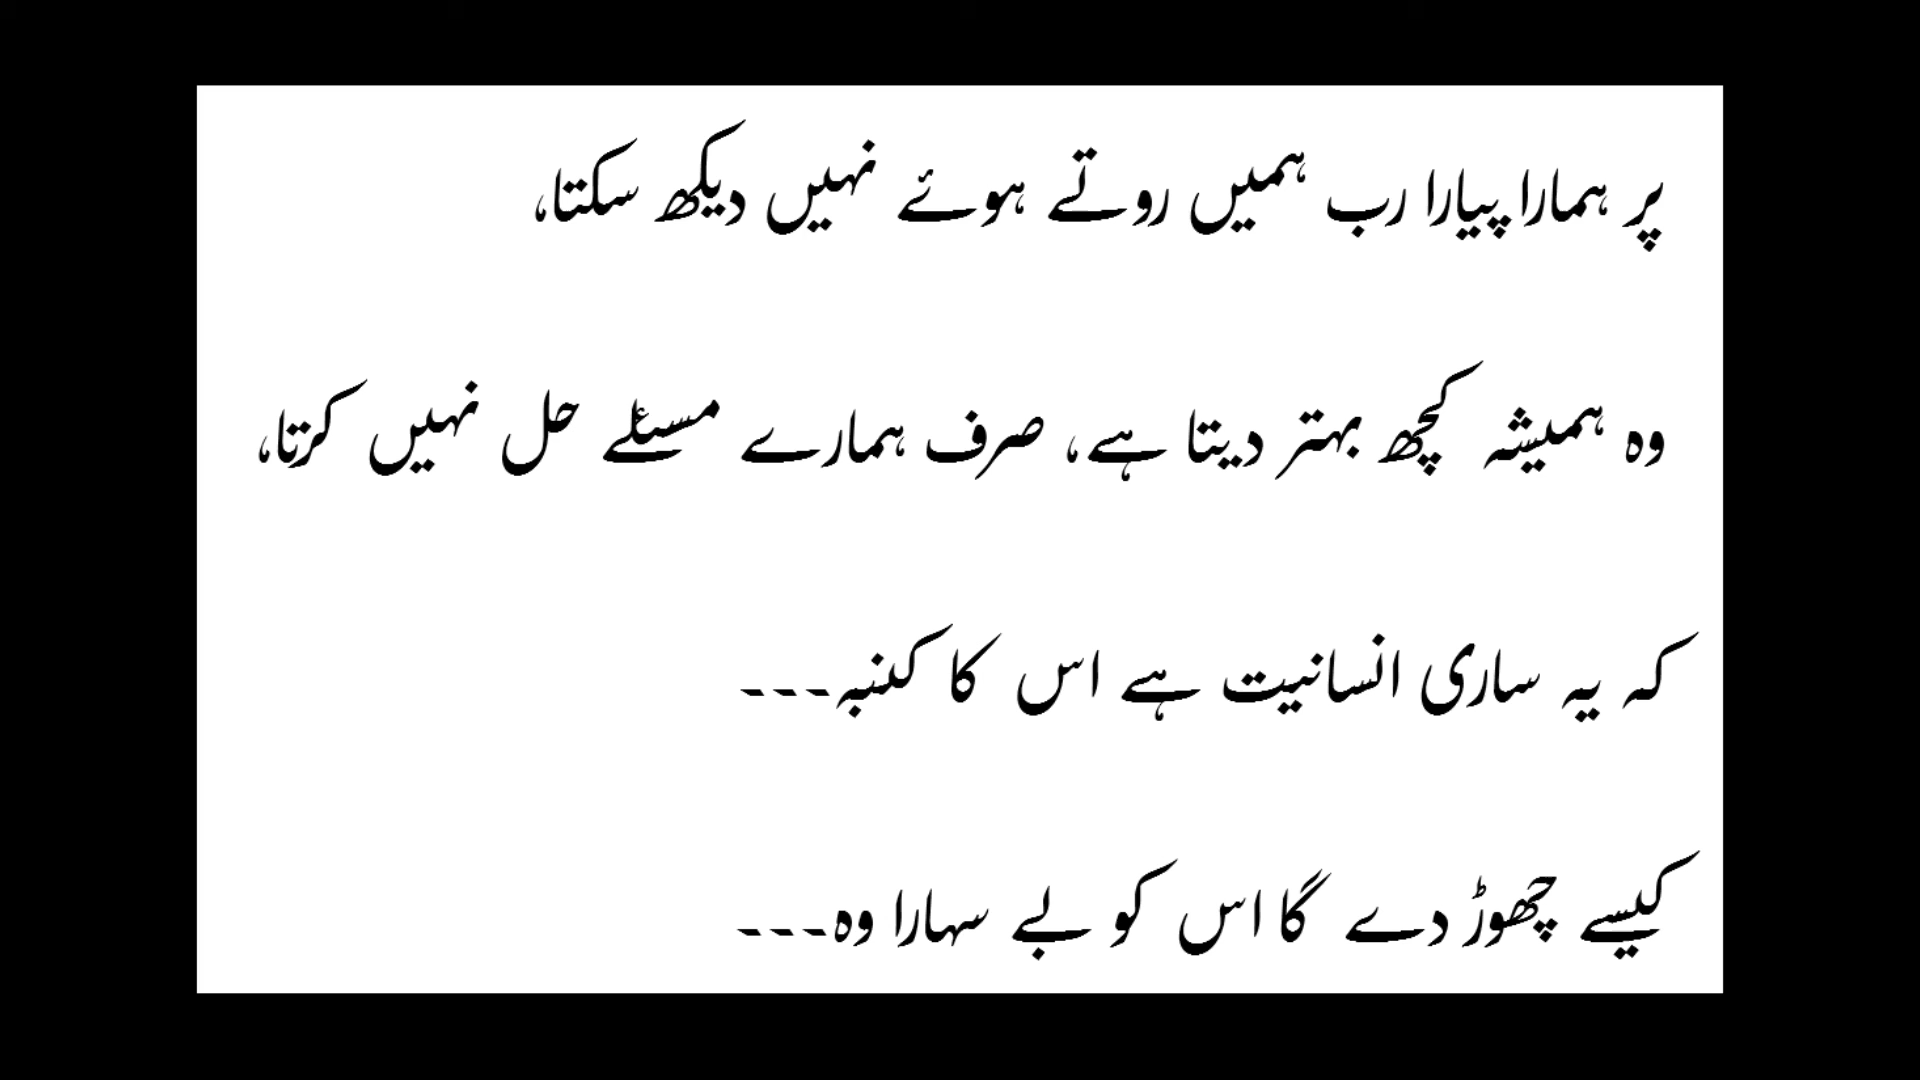 پر ہمارا پیارا رب ہمیں روتے ہوئے نہیں دیکھ سکتا،
وہ ہمیشہ کچھ بہتر دیتا ہے، صرف ہمارے مسئلے حل نہیں کرتا،
کہ یہ ساری انسانیت ہے اس کا کنبہ۔۔۔
کیسے چھوڑ دے گا اس کو بے سہارا وہ۔۔۔